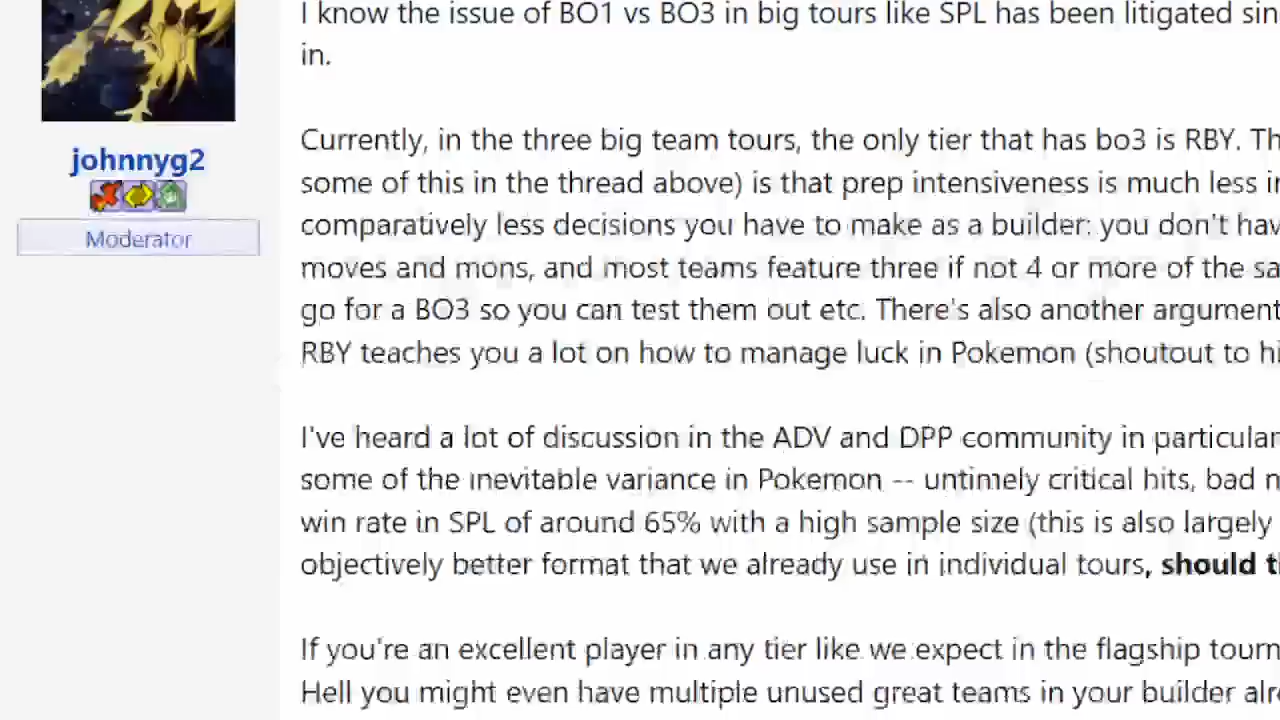 I know the issue of BO1 vs BO3 in big tours like SPL has been litigated sin
in.
johnnyg2
Moderator
Currently, in the three big team tours, the only tier that has bo3 is RBY. Th
some of this in the thread above) is that prep intensiveness is much less in
comparatively less decisions you have to make as a builder: you don't hav
moves and mons, and most teams feature three if not 4 or more of the sa
go for a BO3 so you can test them out etc. There's also another argument
RBY teaches you a lot on how to manage luck in Pokemon (shoutout to hi
I've heard a lot of discussion in the ADV and DPP community in particular
some of the inevitable variance in Pokemon -- untimely critical hits, bad m
win rate in SPL of around 65% with a high sample size (this is also largely
objectively better format that we already use in individual tours, should t
If you're an excellent player in any tier like we expect in the flagship tourn
Hell you might even have multiple unused great teams in your builder alre